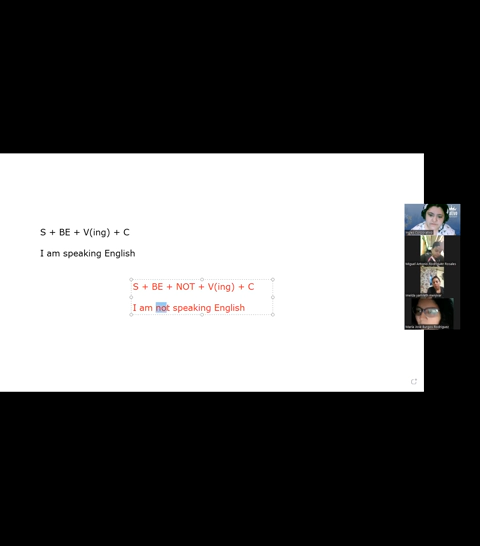 S + BE + V(ing) + C
I am speaking English
S + BE + NOT + V(ing) + C
I am not speaking English